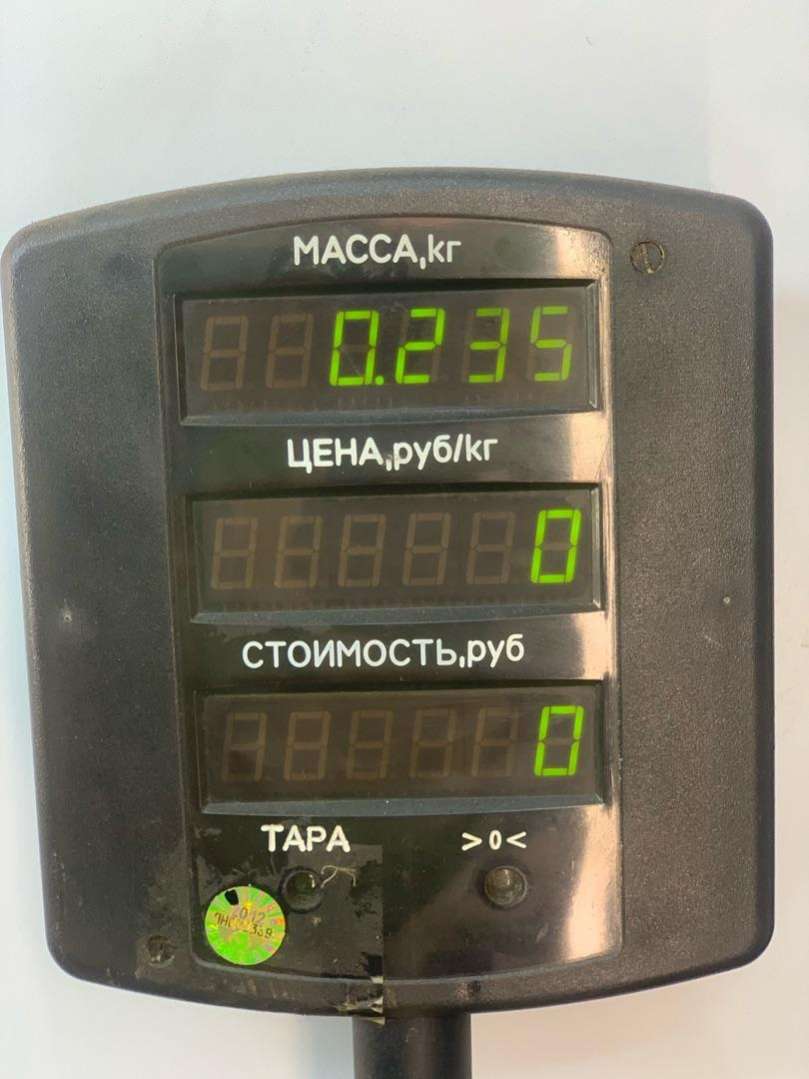 МАССА,кг
0.235
ЦЕНА,руб/кг
0
СТОИМОСТЬ,руб
0
ТАРА >0<